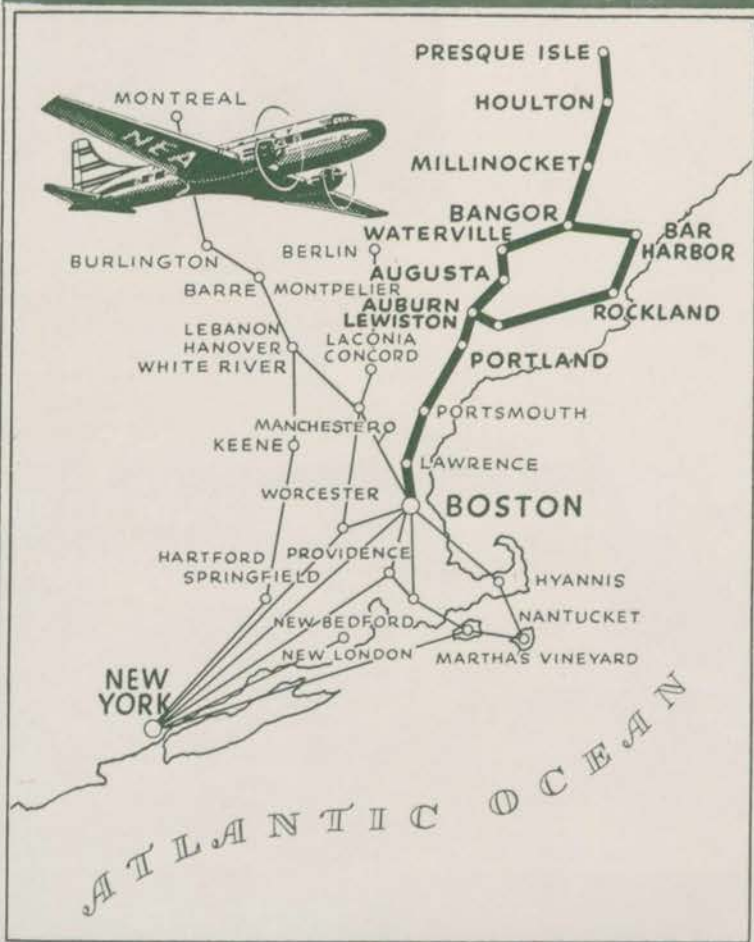 PRESQUE ISLE
MONTREAL
HOULTON
NEA
MILLINOCKET
BANGOR
WATERVILLE
BAR
HARBOR
BURLINGTON
BERLIN
AUGUSTA
BARRE MONTPELIER
AUBURN
LEWISTON
ROCKLAND
LEBANON
HANOVER
WHITE RIVER
LACONIA
CONCORD
PORTLAND
PORTSMOUTH
MANCHESTER
KEENE
LAWRENCE
WORCESTER
BOSTON
HARTFORD
SPRINGFIELD
PROVIDENCE
HYANNIS
NEW BEDFORD
NANTUCKET
NEW LONDON
MARTHAS VINEYARD
NEW
YORK
ATLANTIC OCEAN